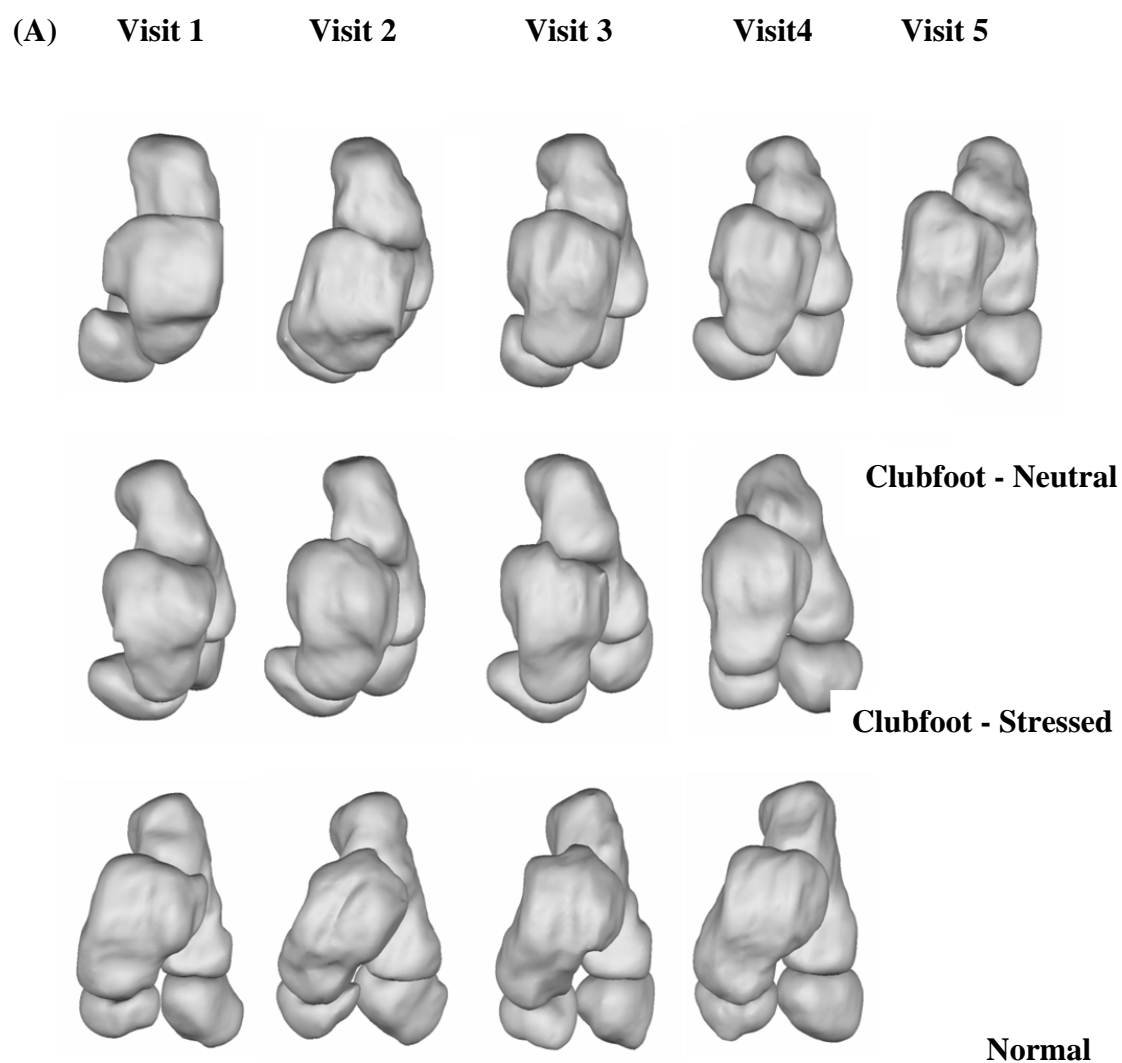 (A) Visit 1 Visit 2 Visit 3 Visit4 Visit 5
Clubfoot - Neutral
Clubfoot - Stressed
Normal